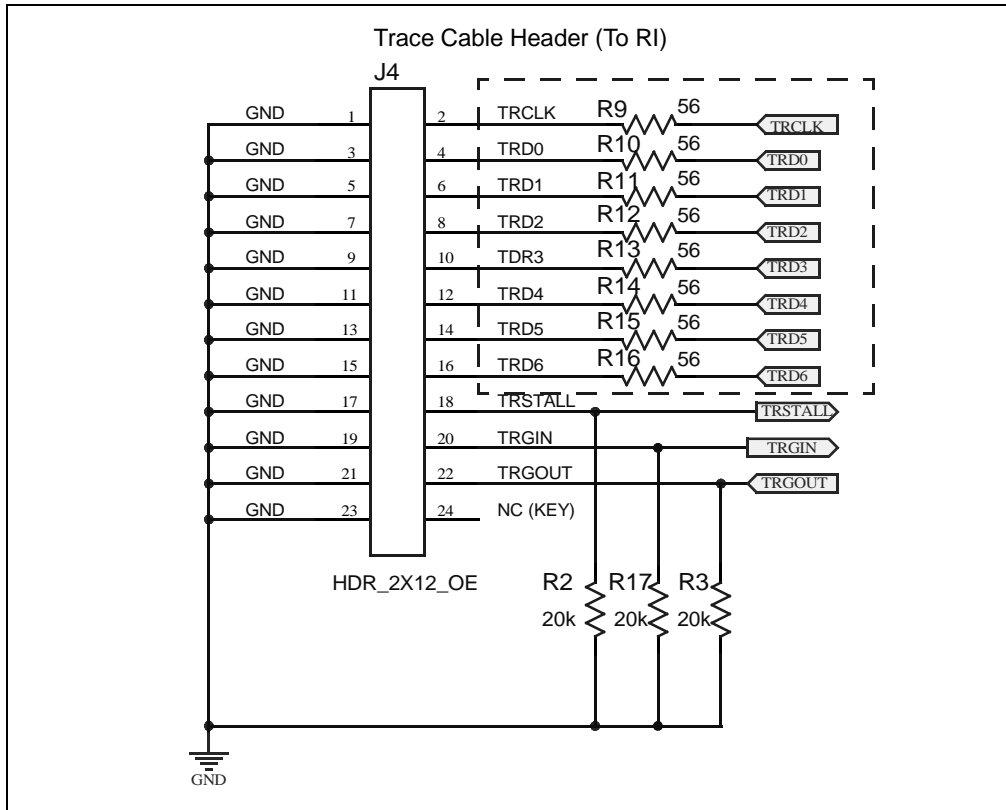 Trace Cable Header (To RI)
J4
GND 1 2 TRCLK R9 56 TRCLK
GND 3 4 TRD0 R10 56 TRD0
GND 5 6 TRD1 R11 56 TRD1
GND 7 8 TRD2 R12 56 TRD2
GND 9 10 TDR3 R13 56 TRD3
GND 11 12 TRD4 R14 56 TRD4
GND 13 14 TRD5 R15 56 TRD5
GND 15 16 TRD6 R16 56 TRD6
GND 17 18 TRSTALL TRSTALL
GND 19 20 TRGIN TRGIN
GND 21 22 TRGOUT TRGOUT
GND 23 24 NC (KEY)
HDR_2X12_OE R2 R17 R3
20k 20k 20k
GND